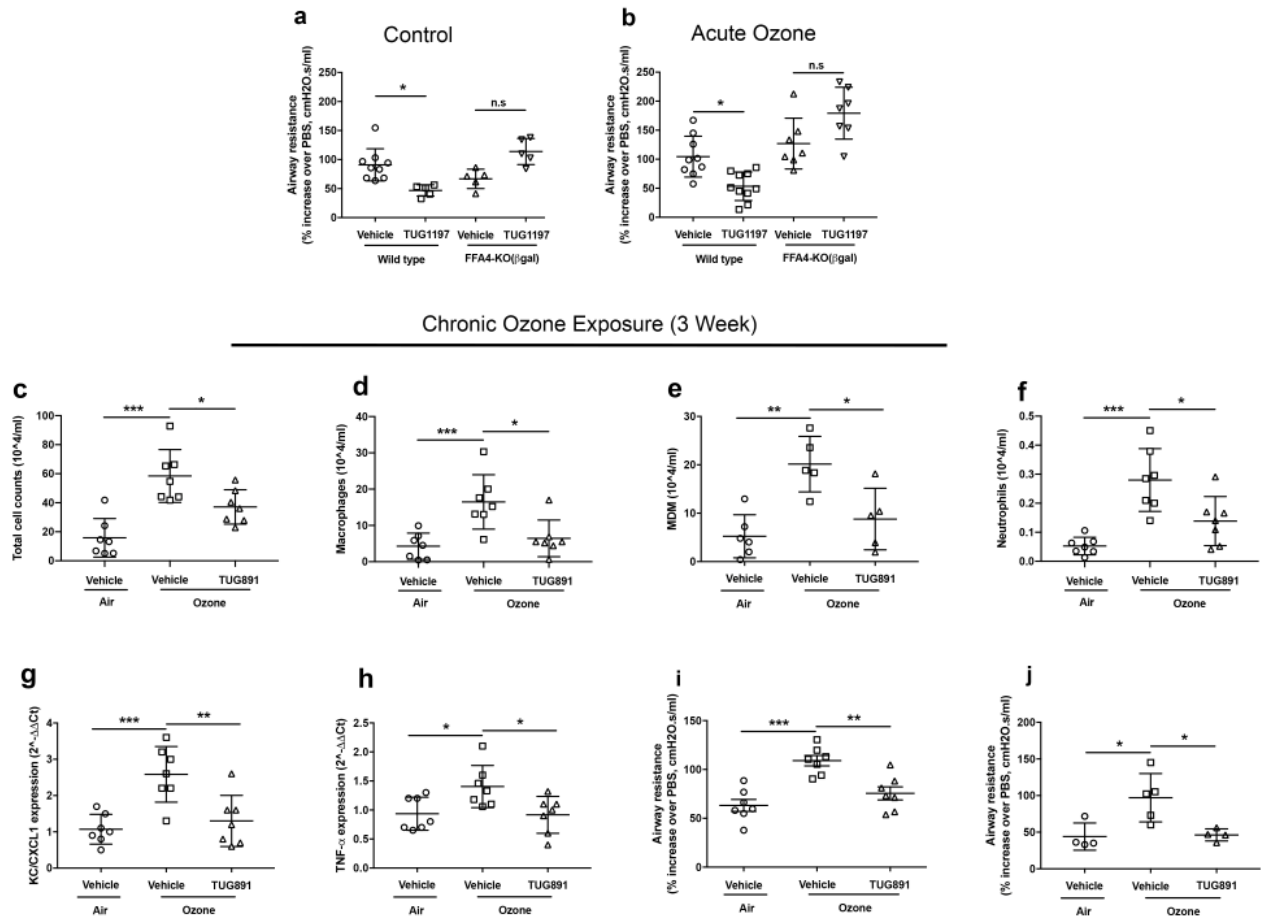 a
Control
Airway resistance
(% increase over PBS, cmH2O.s/ml)
250
200
150
100
50
0
*
n.s
Vehicle TUG1197 Vehicle TUG1197
Wild type FFA4-KO(βgal)
b
Acute Ozone
Airway resistance
(% increase over PBS, cmH2O.s/ml)
250
200
150
100
50
0
*
n.s
Vehicle TUG1197 Vehicle TUG1197
Wild type FFA4-KO(βgal)
Chronic Ozone Exposure (3 Week)
c
Total cell counts (10^4/ml)
100
80
60
40
20
0
*** *
Vehicle Vehicle TUG891
Air Ozone
d
Macrophages (10^4/ml)
40
30
20
10
0
*** *
Vehicle Vehicle TUG891
Air Ozone
e
MDM (10^4/ml)
30
20
10
0
** *
Vehicle Vehicle TUG891
Air Ozone
f
Neutrophils (10^4/ml)
0.5
0.4
0.3
0.2
0.1
0.0
*** *
Vehicle Vehicle TUG891
Air Ozone
g
KC/CXCL1 expression (2^-ΔΔCt)
4
3
2
1
0
*** **
Vehicle Vehicle TUG891
Air Ozone
h
TNF-α expression (2^-ΔΔCt)
2.5
2.0
1.5
1.0
0.5
0.0
* *
Vehicle Vehicle TUG891
Air Ozone
i
Airway resistance
(% increase over PBS, cmH2O.s/ml)
150
100
50
0
*** **
Vehicle Vehicle TUG891
Air Ozone
j
Airway resistance
(% increase over PBS, cmH2O.s/ml)
200
150
100
50
0
* *
Vehicle Vehicle TUG891
Air Ozone